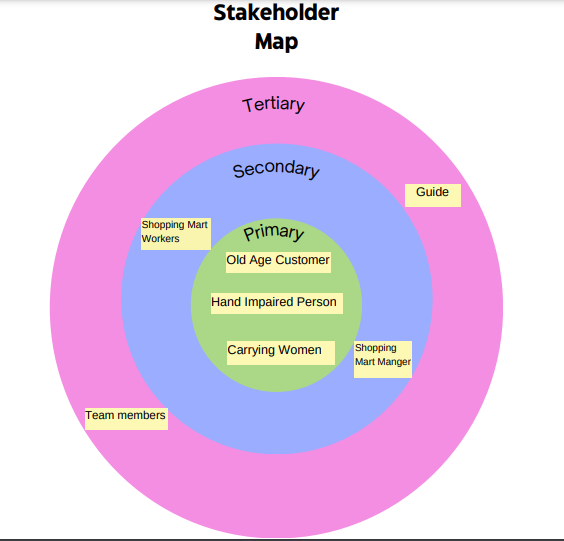 Stakeholder
Map
Tertiary
Secondary
Guide
Shopping Mart
Workers
Primary
Old Age Customer
Hand Impaired Person
Carrying Women
Shopping
Mart Manger
Team members